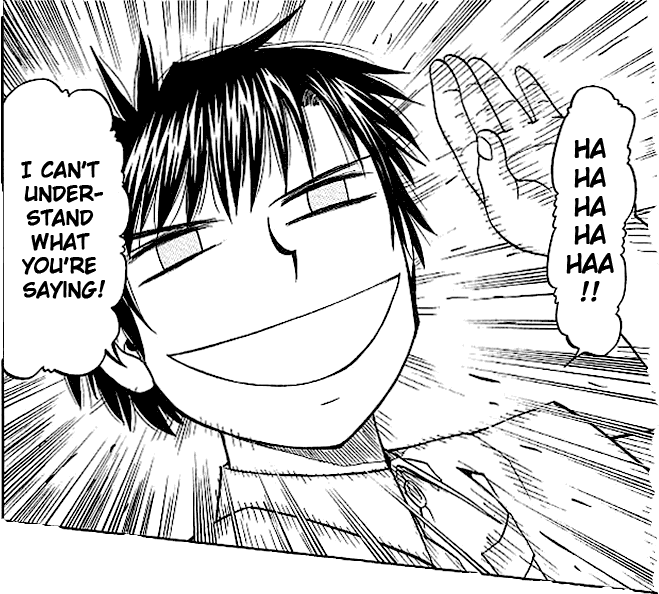 I CAN'T
UNDER-
STAND
WHAT
YOU'RE
SAYING!
HA
HA
HA
HA
HAA
!!